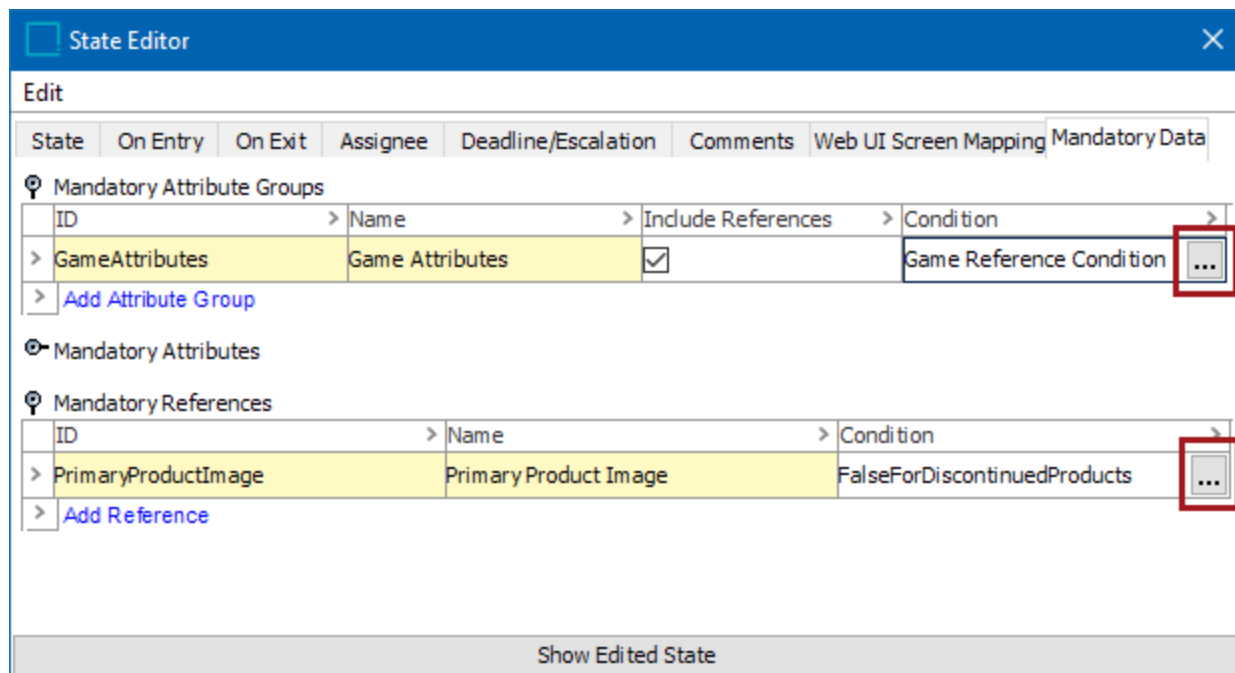 State Editor
Edit
State On Entry On Exit Assignee Deadline/Escalation Comments Web UI Screen Mapping Mandatory Data
Mandatory Attribute Groups
ID > Name > Include References > Condition >
> GameAttributes Game Attributes Game Reference Condition ...
> Add Attribute Group
Mandatory Attributes
Mandatory References
ID > Name > Condition >
> PrimaryProductImage Primary Product Image FalseForDiscontinuedProducts ...
> Add Reference
Show Edited State